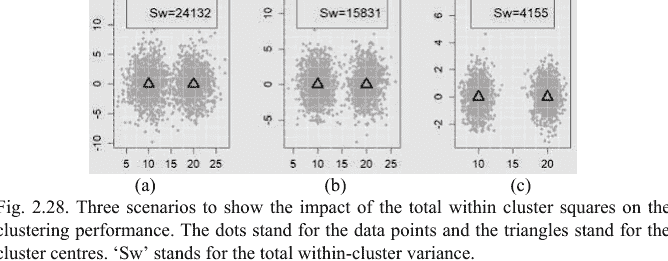 Sw=24132 Sw=15831 Sw=4155
10 5 0 -5 -10
10 5 0 -5
6 4 2 0 -2
5 10 15 20 25 5 10 15 20 25 10 20
(a) (b) (c)
Fig. 2.28. Three scenarios to show the impact of the total within cluster squares on the
clustering performance. The dots stand for the data points and the triangles stand for the
cluster centres. ‘Sw’ stands for the total within-cluster variance.